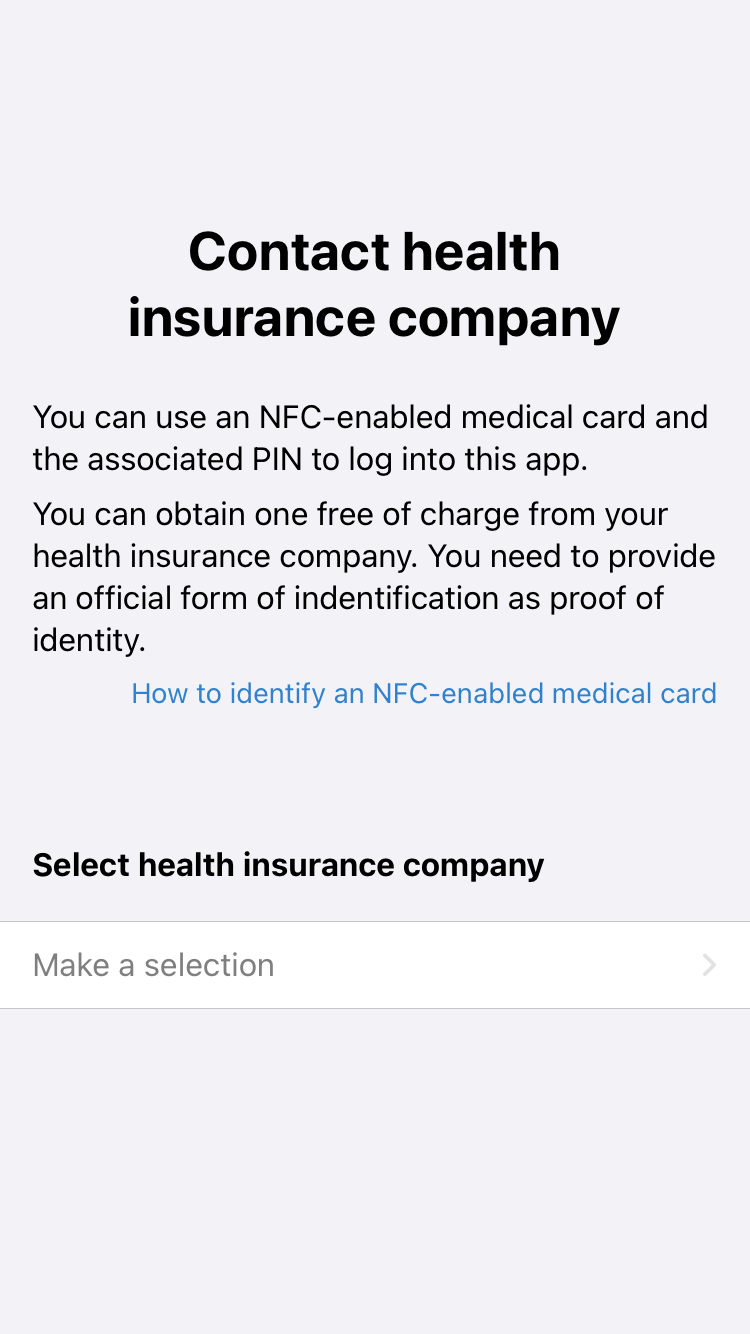 Contact health
insurance company
You can use an NFC-enabled medical card and
the associated PIN to log into this app.
You can obtain one free of charge from your
health insurance company. You need to provide
an official form of indentification as proof of
identity.
How to identify an NFC-enabled medical card
Select health insurance company
Make a selection